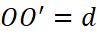 OO′ = d